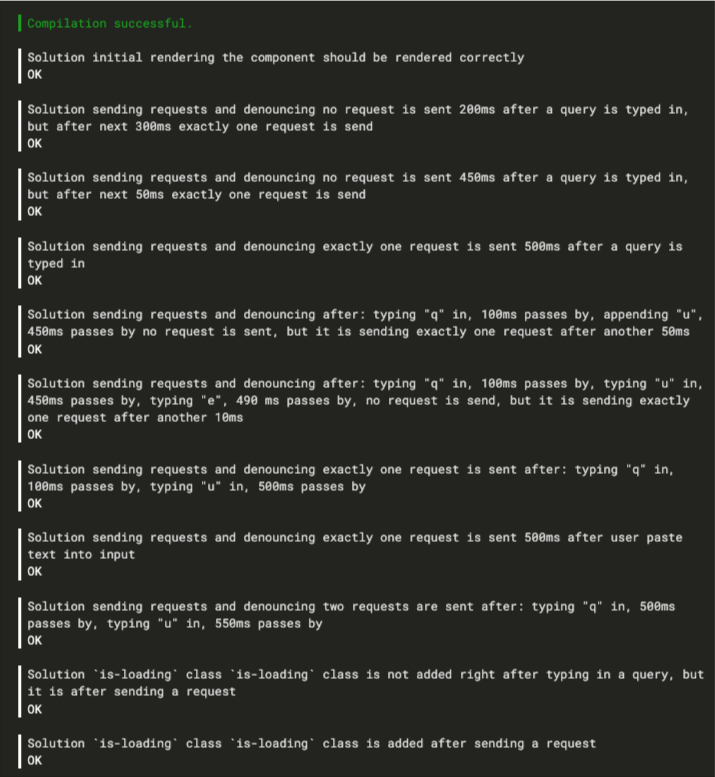 Compilation successful.
Solution initial rendering the component should be rendered correctly
OK
Solution sending requests and denouncing no request is sent 200ms after a query is typed in,
but after next 300ms exactly one request is send
OK
Solution sending requests and denouncing no request is sent 450ms after a query is typed in,
but after next 50ms exactly one request is send
OK
Solution sending requests and denouncing exactly one request is sent 500ms after a query is
typed in
OK
Solution sending requests and denouncing after: typing "q" in, 100ms passes by, appending "u",
450ms passes by no request is sent, but it is sending exactly one request after another 50ms
OK
Solution sending requests and denouncing after: typing "q" in, 100ms passes by, typing "u" in,
450ms passes by, typing "e", 490 ms passes by, no request is send, but it is sending exactly
one request after another 10ms
OK
Solution sending requests and denouncing exactly one request is sent after: typing "q" in,
100ms passes by, typing "u" in, 500ms passes by
OK
Solution sending requests and denouncing exactly one request is sent 500ms after user paste
text into input
OK
Solution sending requests and denouncing two requests are sent after: typing "q" in, 500ms
passes by, typing "u" in, 550ms passes by
OK
Solution `is-loading` class `is-loading` class is not added right after typing in a query, but
it is after sending a request
OK
Solution `is-loading` class `is-loading` class is added after sending a request
OK